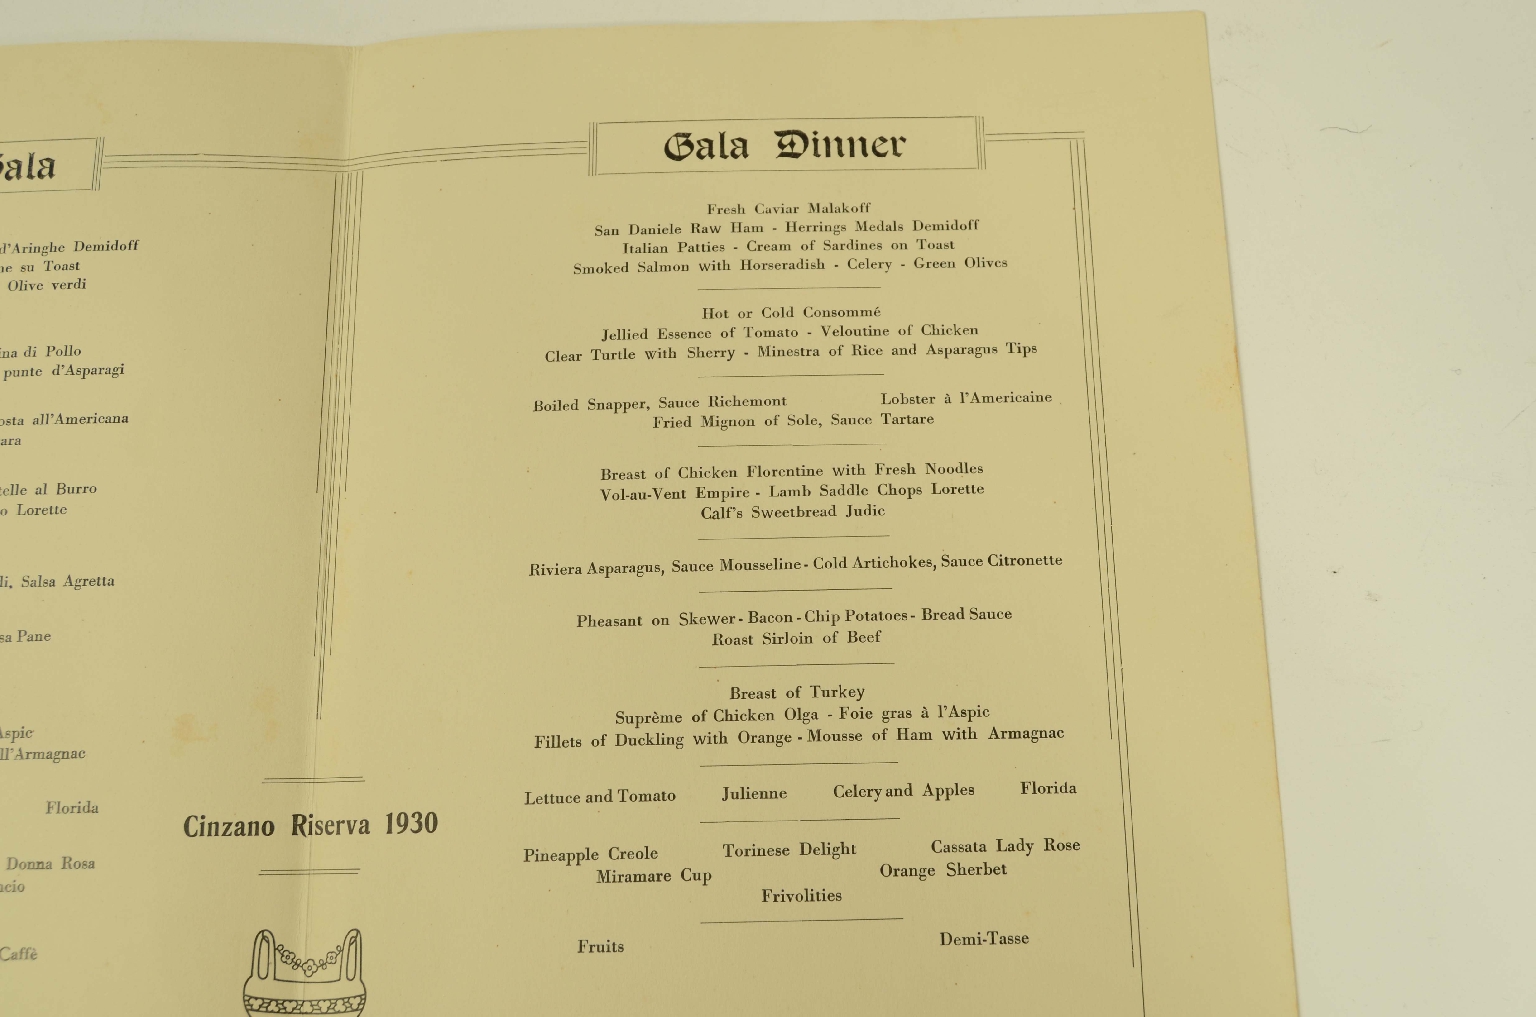 ala
d'Aringhe Demidoff
su Toast
Olive verdi
di Pollo
punte d'Asparagi
all'Americana
al Burro
Lorette
Salsa Agretta
Pane
Aspic
all'Armagnac
Florida
Donna Rosa
Caffè
Cinzano Riserva 1930
Gala Dinner
Fresh Caviar Malakoff
San Daniele Raw Ham - Herrings Medals Demidoff
Italian Patties - Cream of Sardines on Toast
Smoked Salmon with Horseradish - Celery - Green Olives
Hot or Cold Consommé
Jellied Essence of Tomato - Veloutine of Chicken
Clear Turtle with Sherry - Minestra of Rice and Asparagus Tips
Boiled Snapper, Sauce Richemont Lobster à l'Americaine
Fried Mignon of Sole, Sauce Tartare
Breast of Chicken Florentine with Fresh Noodles
Vol-au-Vent Empire - Lamb Saddle Chops Lorette
Calf's Sweetbread Judic
Riviera Asparagus, Sauce Mousseline - Cold Artichokes, Sauce Citronette
Pheasant on Skewer - Bacon - Chip Potatoes - Bread Sauce
Roast Sirloin of Beef
Breast of Turkey
Suprème of Chicken Olga - Foie gras à l'Aspic
Fillets of Duckling with Orange - Mousse of Ham with Armagnac
Lettuce and Tomato Julienne Celery and Apples Florida
Pineapple Creole Torinese Delight Cassata Lady Rose
Miramare Cup Orange Sherbet
Frivolities
Fruits Demi-Tasse